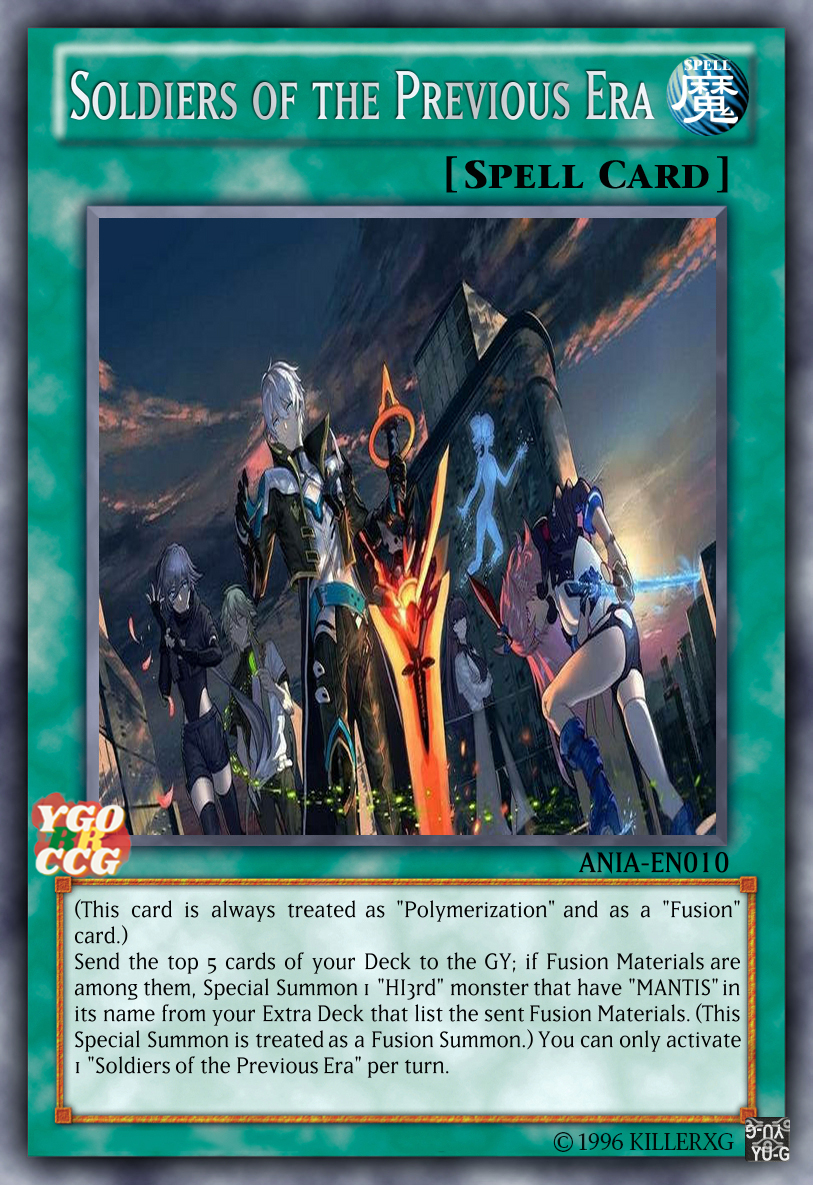 SOLDIERS OF THE PREVIOUS ERA
SPELL
魔
[SPELL CARD]
YGO
BR
CCG
ANIA-EN010
(This card is always treated as "Polymerization" and as a "Fusion"
card.)
Send the top 5 cards of your Deck to the GY; if Fusion Materials are
among them, Special Summon 1 "HI3rd" monster that have "MANTIS" in
its name from your Extra Deck that list the sent Fusion Materials. (This
Special Summon is treated as a Fusion Summon.) You can only activate
1 "Soldiers of the Previous Era" per turn.
© 1996 KILLERXG
YU-G